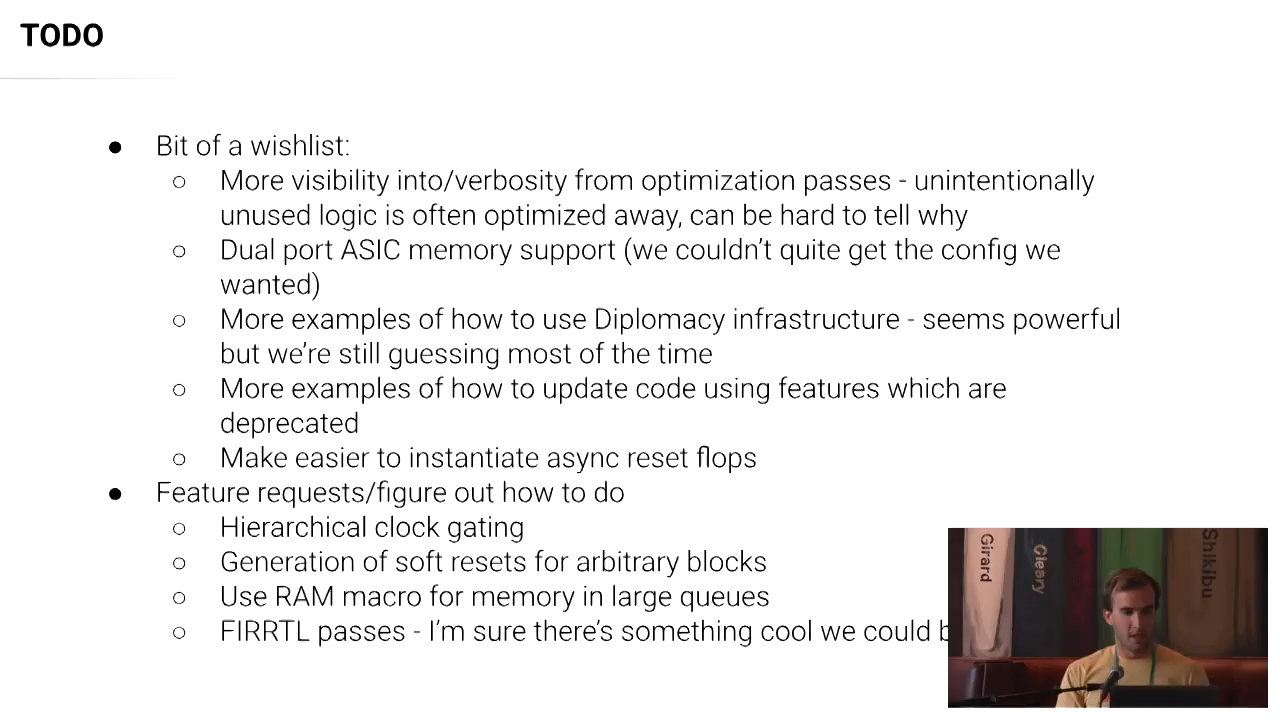 TODO
● Bit of a wishlist:
○ More visibility into/verbosity from optimization passes - unintentionally
unused logic is often optimized away, can be hard to tell why
○ Dual port ASIC memory support (we couldn't quite get the config we
wanted)
○ More examples of how to use Diplomacy infrastructure - seems powerful
but we're still guessing most of the time
○ More examples of how to update code using features which are
deprecated
○ Make easier to instantiate async reset flops
● Feature requests/figure out how to do
○ Hierarchical clock gating
○ Generation of soft resets for arbitrary blocks
○ Use RAM macro for memory in large queues
○ FIRRTL passes - I'm sure there's something cool we could
Girard
Cleary
Shikibu